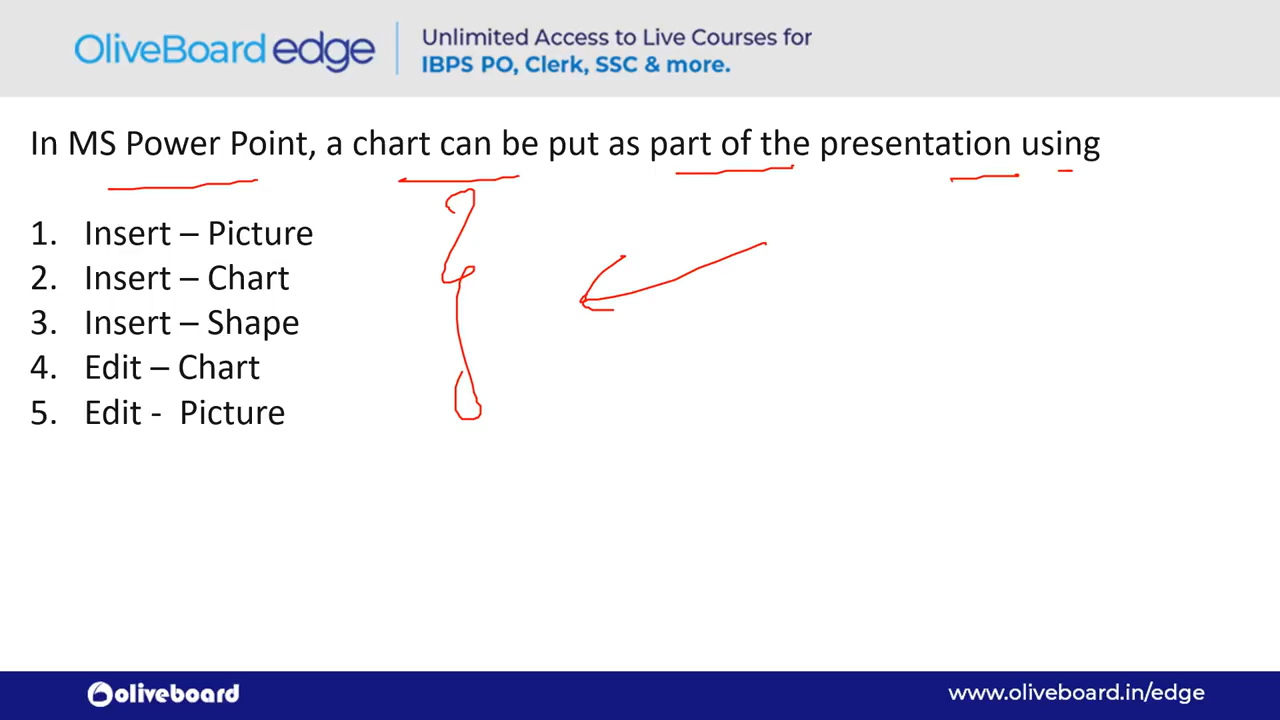 OliveBoard edge
Unlimited Access to Live Courses for
IBPS PO, Clerk, SSC & more.
In MS Power Point, a chart can be put as part of the presentation using
1. Insert – Picture
2. Insert – Chart
3. Insert – Shape
4. Edit – Chart
5. Edit - Picture
oliveboard
www.oliveboard.in/edge